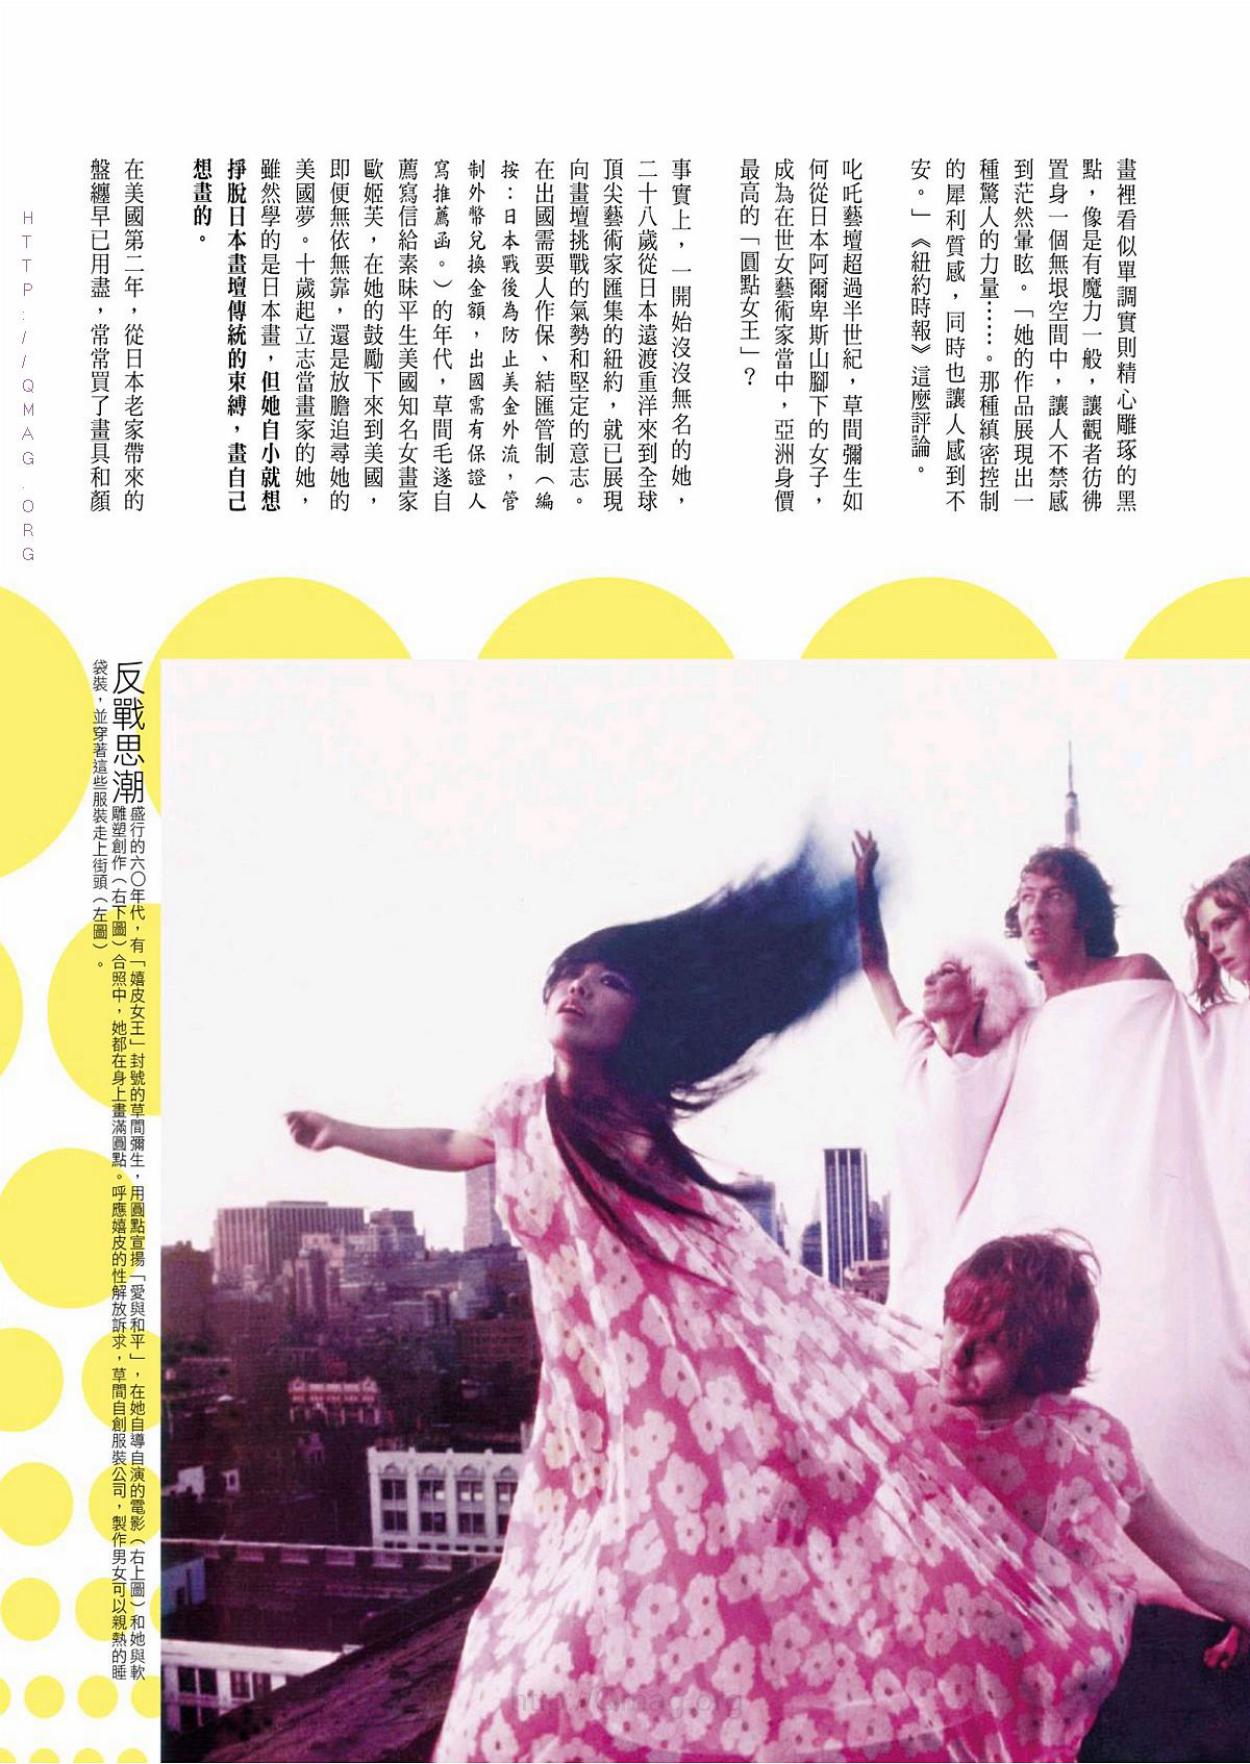 畫裡看似單調實則精心雕琢的黑
點，像是有魔力一般，讓觀者彷彿
置身一個無垠空間中，讓人不禁感
到茫然暈眩。「她的作品展現出一
種驚人的力量……。那種縝密控制
的犀利質感，同時也讓人感到不
安。」《紐約時報》這麼評論。
叱吒藝壇超過半世紀，草間彌生如
何從日本阿爾卑斯山腳下的女子，
成為在世女藝術家當中，亞洲身價
最高的「圓點女王」？
事實上，一開始沒沒無名的她，
二十八歲從日本遠渡重洋來到全球
頂尖藝術家匯集的紐約，就已展現
向畫壇挑戰的氣勢和堅定的意志。
在出國需要人作保、結匯管制（編
按：日本戰後為防止美金外流，管
制外幣兌換金額，出國需有保證人
寫推薦函。）的年代，草間毛遂自
薦寫信給素昧平生美國知名女畫家
歐姬芙，在她的鼓勵下來到美國，
即便無依無靠，還是放膽追尋她的
美國夢。十歲起立志當畫家的她，
雖然學的是日本畫，但她自小就想
掙脫日本畫壇傳統的束縛，畫自己
想畫的。
在美國第二年，從日本老家帶來的
盤纏早已用盡，常常買了畫具和顏
HTTP://QMAG.ORG
反戰思潮
盛行的六〇年代，有「嬉皮女王」封號的草間彌生，用圓點宣揚「愛與和平」，在她自導自演的電影（右上圖）和她與軟
雕塑創作（右下圖）合照中，她都在身上畫滿圓點。呼應嬉皮的性解放訴求，草間自創服裝公司，製作男女可以親熱的睡
袋裝，並穿著這些服裝走上街頭（左圖）。
http://Qmag.org